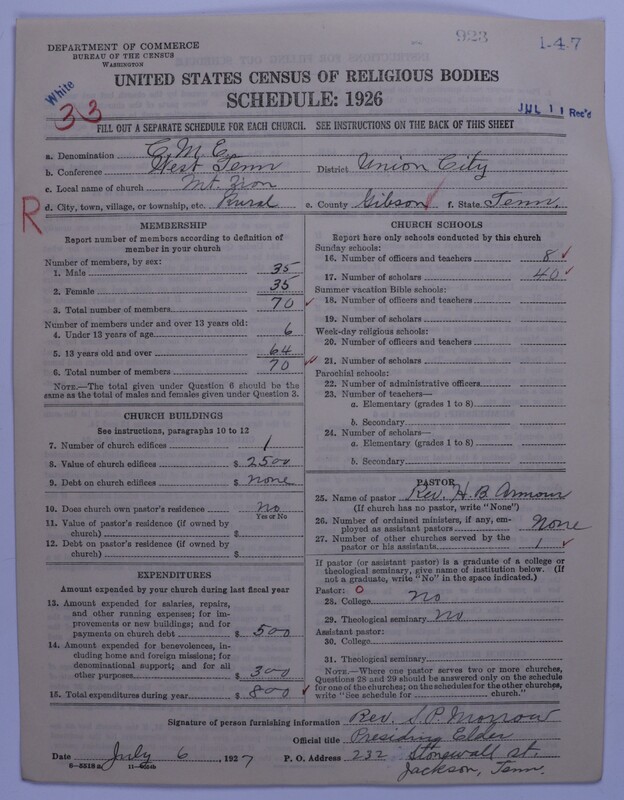 923
1-4-7
DEPARTMENT OF COMMERCE
BUREAU OF THE CENSUS
WASHINGTON
White
33
UNITED STATES CENSUS OF RELIGIOUS BODIES
SCHEDULE: 1926
JUL 11 Rec'd
FILL OUT A SEPARATE SCHEDULE FOR EACH CHURCH. SEE INSTRUCTIONS ON THE BACK OF THIS SHEET
a. Denomination C. M. E.
b. Conference West Tenn District Union City
c. Local name of church Mt. Zion
d. City, town, village, or township, etc. Rural e. County Gibson f. State Tenn.
R
MEMBERSHIP
Report number of members according to definition of
member in your church
Number of members, by sex:
1. Male 35
2. Female 35
3. Total number of members 70
Number of members under and over 13 years old:
4. Under 13 years of age 6
5. 13 years old and over 64
6. Total number of members 70
NOTE.—The total given under Question 6 should be the
same as the total of males and females given under Question 3.
CHURCH BUILDINGS
See instructions, paragraphs 10 to 12
7. Number of church edifices 1
8. Value of church edifices $ 2500
9. Debt on church edifices $ none
10. Does church own pastor's residence no
Yes or No
11. Value of pastor's residence (if owned by
church) $
12. Debt on pastor's residence (if owned by
church) $
EXPENDITURES
Amount expended by your church during last fiscal year
13. Amount expended for salaries, repairs,
and other running expenses; for im-
provements or new buildings; and for
payments on church debt $ 500
14. Amount expended for benevolences, in-
cluding home and foreign missions; for
denominational support; and for all
other purposes $ 300
15. Total expenditures during year $ 800
CHURCH SCHOOLS
Report here only schools conducted by this church
Sunday schools:
16. Number of officers and teachers 8
17. Number of scholars 40
Summer vacation Bible schools:
18. Number of officers and teachers
19. Number of scholars
Week-day religious schools:
20. Number of officers and teachers
21. Number of scholars
Parochial schools:
22. Number of administrative officers
23. Number of teachers—
a. Elementary (grades 1 to 8)
b. Secondary
24. Number of scholars—
a. Elementary (grades 1 to 8)
b. Secondary
PASTOR
25. Name of pastor Rev. H. B. Armour
(If church has no pastor, write "None")
26. Number of ordained ministers, if any, em-
ployed as assistant pastors None
27. Number of other churches served by the
pastor or his assistants 1
If pastor (or assistant pastor) is a graduate of a college or
theological seminary, give name of institution below. (If
not a graduate, write "No" in the space indicated.)
Pastor: O
28. College No
29. Theological seminary No
Assistant pastor:
30. College
31. Theological seminary
NOTE.—Where one pastor serves two or more churches,
Questions 28 and 29 should be answered only on the schedule
for one of the churches; on the schedules for the other churches,
write "See schedule for church."
Signature of person furnishing information Rev. S. P. Morrow
Official title Presiding Elder
Date July 6, 1927 P. O. Address 232 Stonewall st.
Jackson, Tenn.